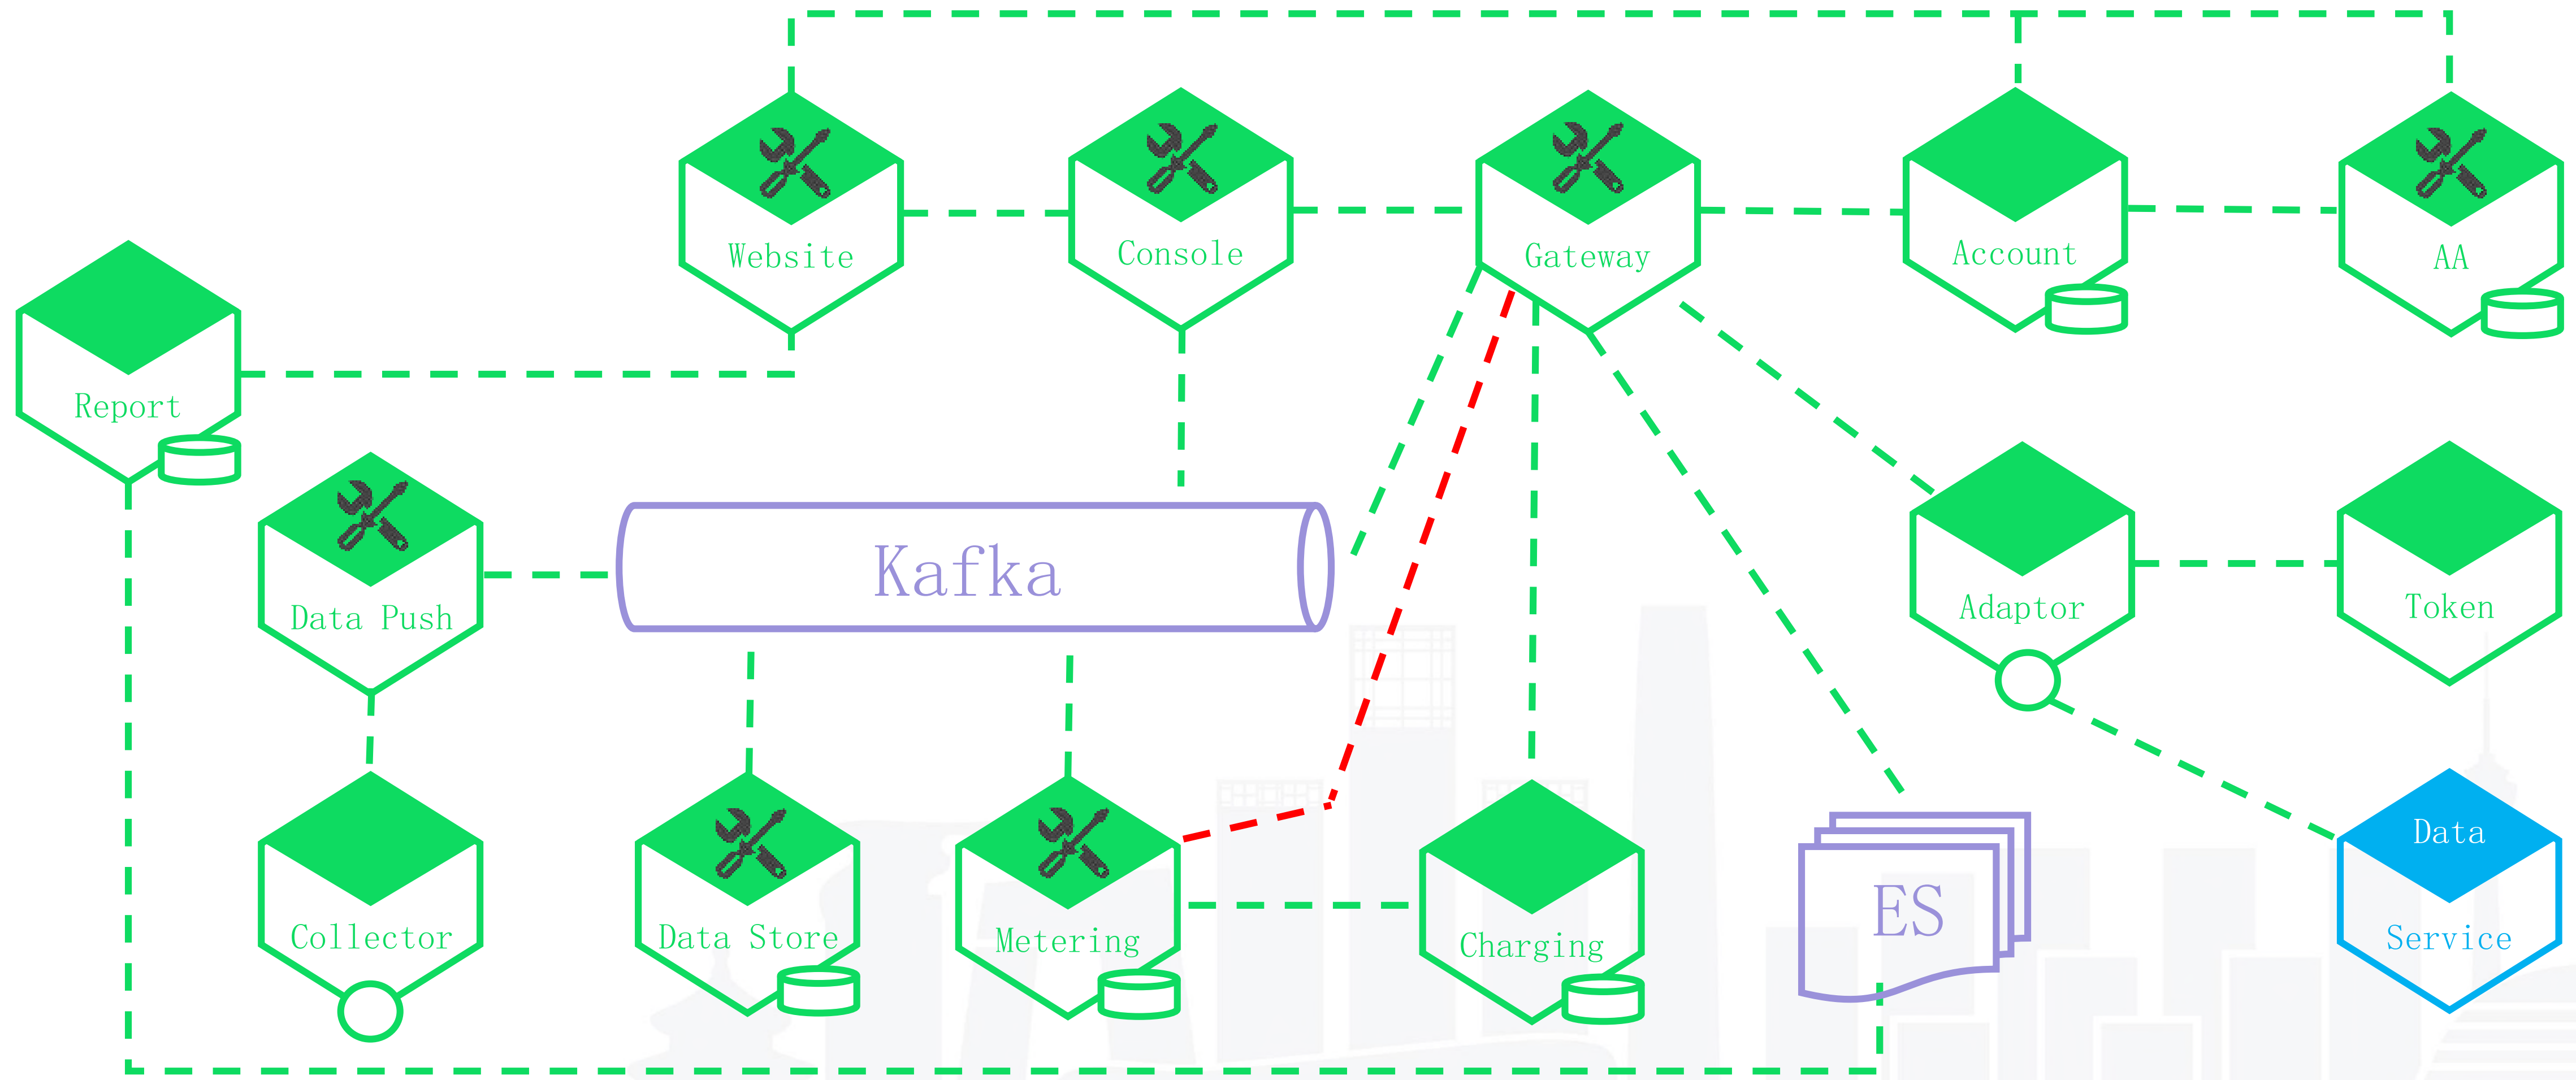 Website
Console
Gateway
Account
AA
Report
Data Push
Kafka
Adaptor
Token
Collector
Data Store
Metering
Charging
ES
Data
Service